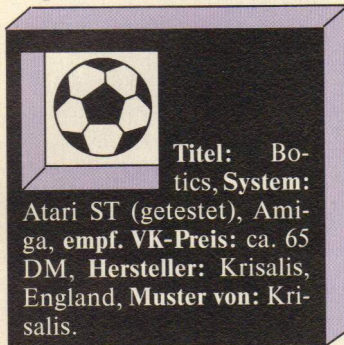 Titel: Bo-
tics, System:
Atari ST (getestet), Ami-
ga, empf. VK-Preis: ca. 65
DM, Hersteller: Krisalis,
England, Muster von: Kri-
salis.